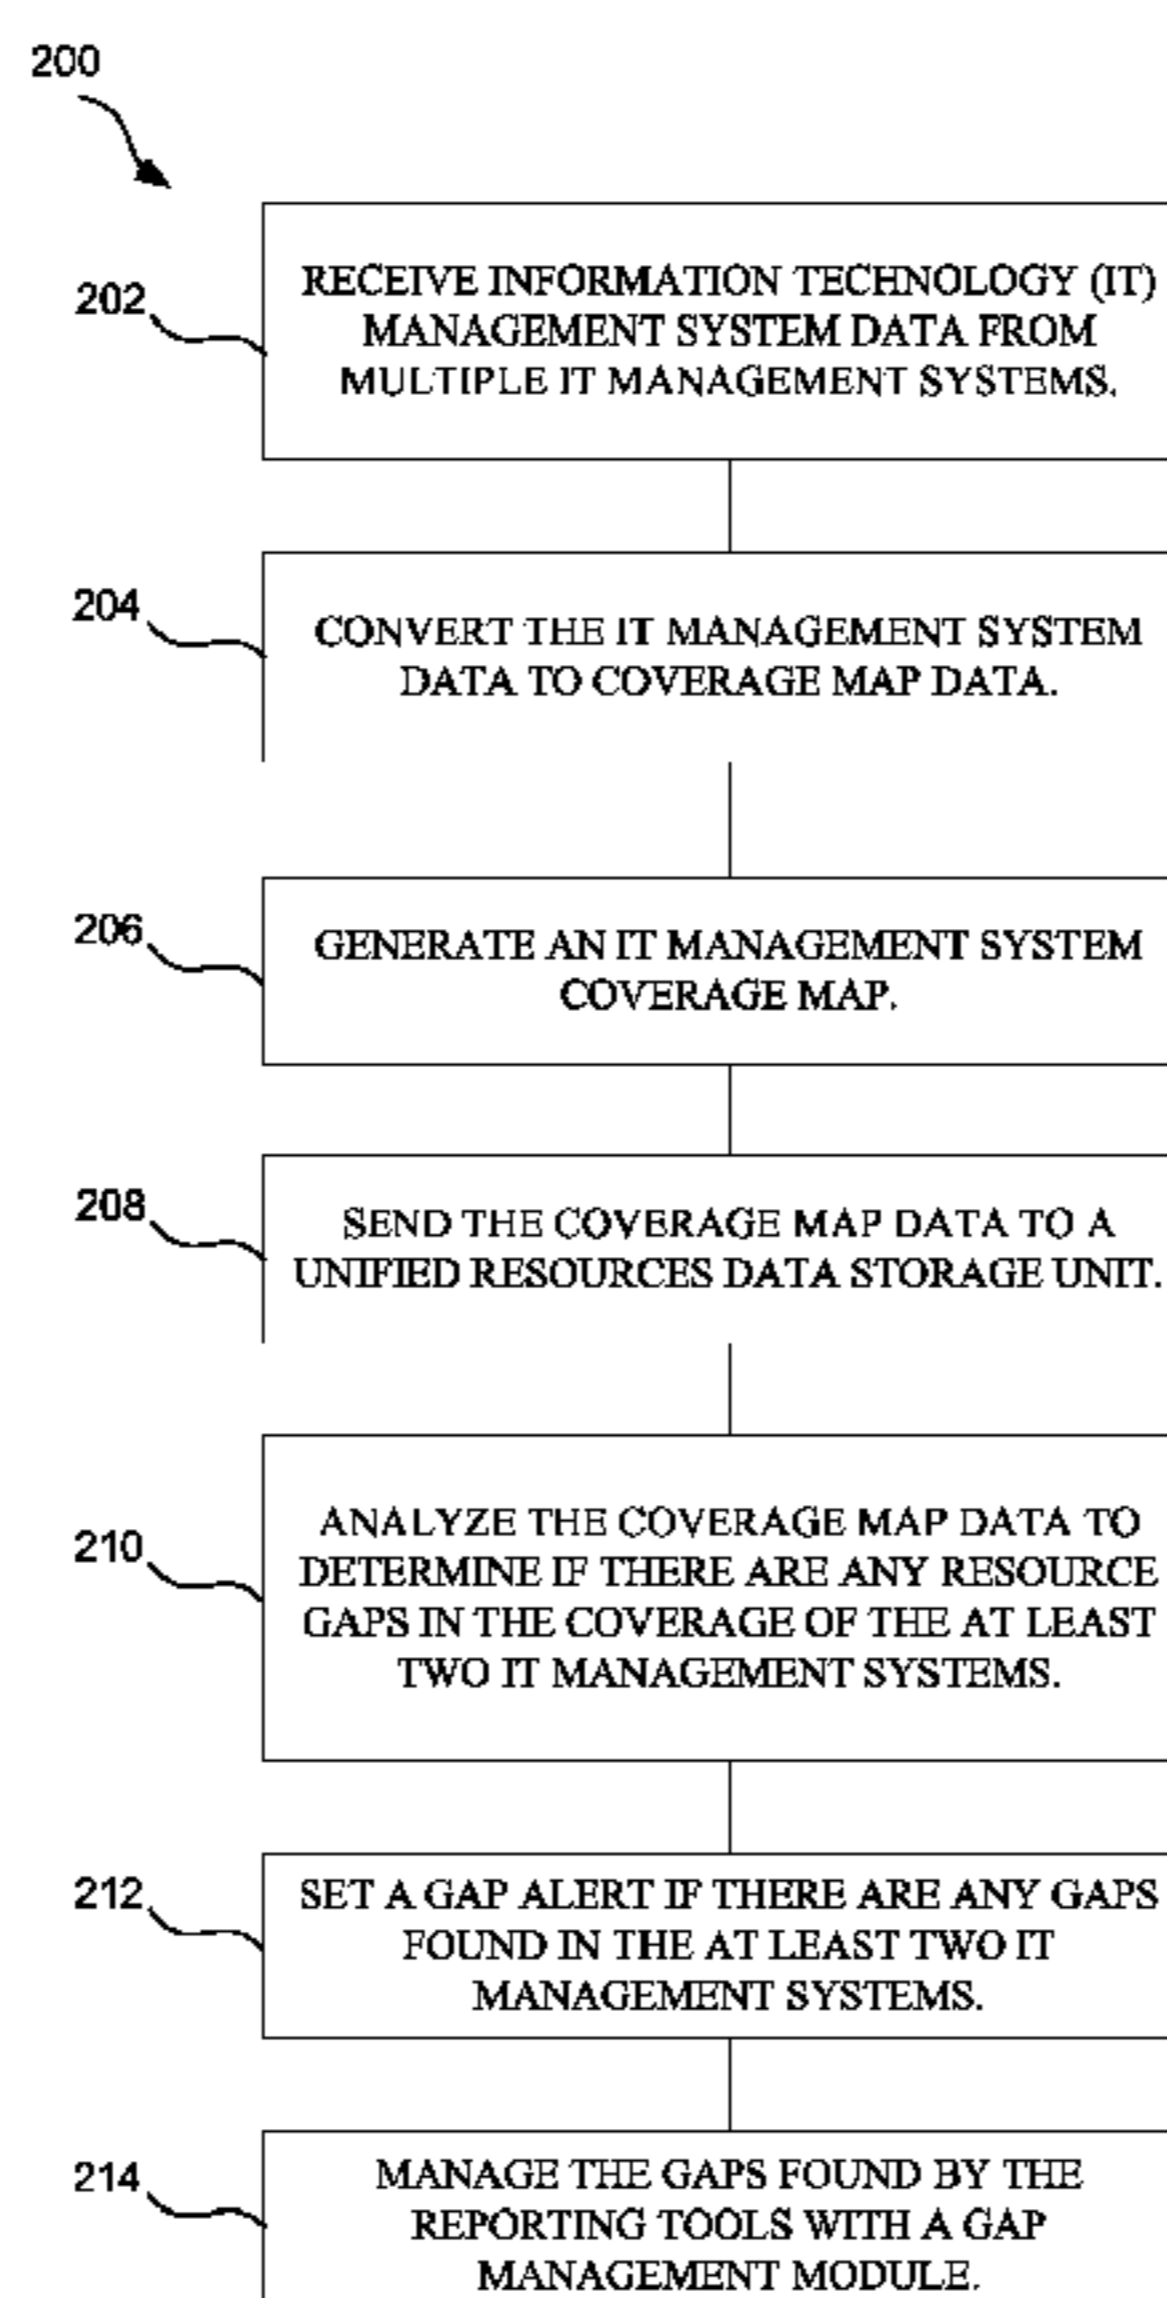 200
202
RECEIVE INFORMATION TECHNOLOGY (IT)
MANAGEMENT SYSTEM DATA FROM
MULTIPLE IT MANAGEMENT SYSTEMS.
204
CONVERT THE IT MANAGEMENT SYSTEM
DATA TO COVERAGE MAP DATA.
206
GENERATE AN IT MANAGEMENT SYSTEM
COVERAGE MAP.
208
SEND THE COVERAGE MAP DATA TO A
UNIFIED RESOURCES DATA STORAGE UNIT.
210
ANALYZE THE COVERAGE MAP DATA TO
DETERMINE IF THERE ARE ANY RESOURCE
GAPS IN THE COVERAGE OF THE AT LEAST
TWO IT MANAGEMENT SYSTEMS.
212
SET A GAP ALERT IF THERE ARE ANY GAPS
FOUND IN THE AT LEAST TWO IT
MANAGEMENT SYSTEMS.
214
MANAGE THE GAPS FOUND BY THE
REPORTING TOOLS WITH A GAP
MANAGEMENT MODULE.